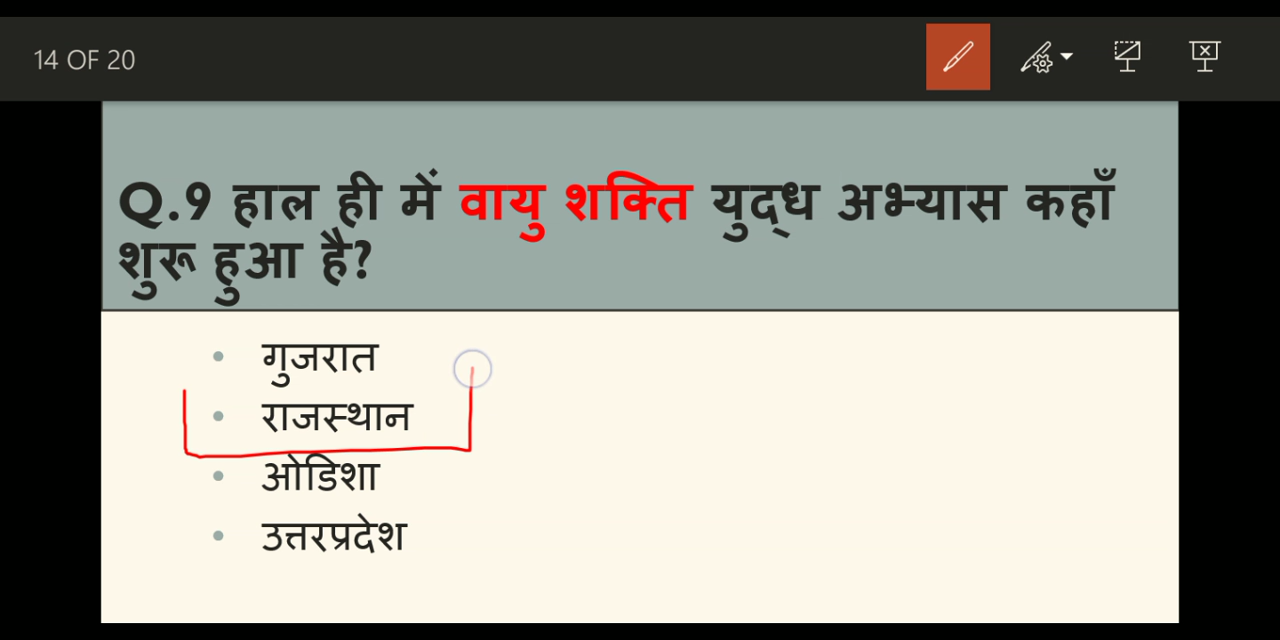 14 OF 20
Q.9 हाल ही में वायु शक्ति युद्ध अभ्यास कहाँ
शुरू हुआ है?
• गुजरात
• राजस्थान
• ओडिशा
• उत्तरप्रदेश